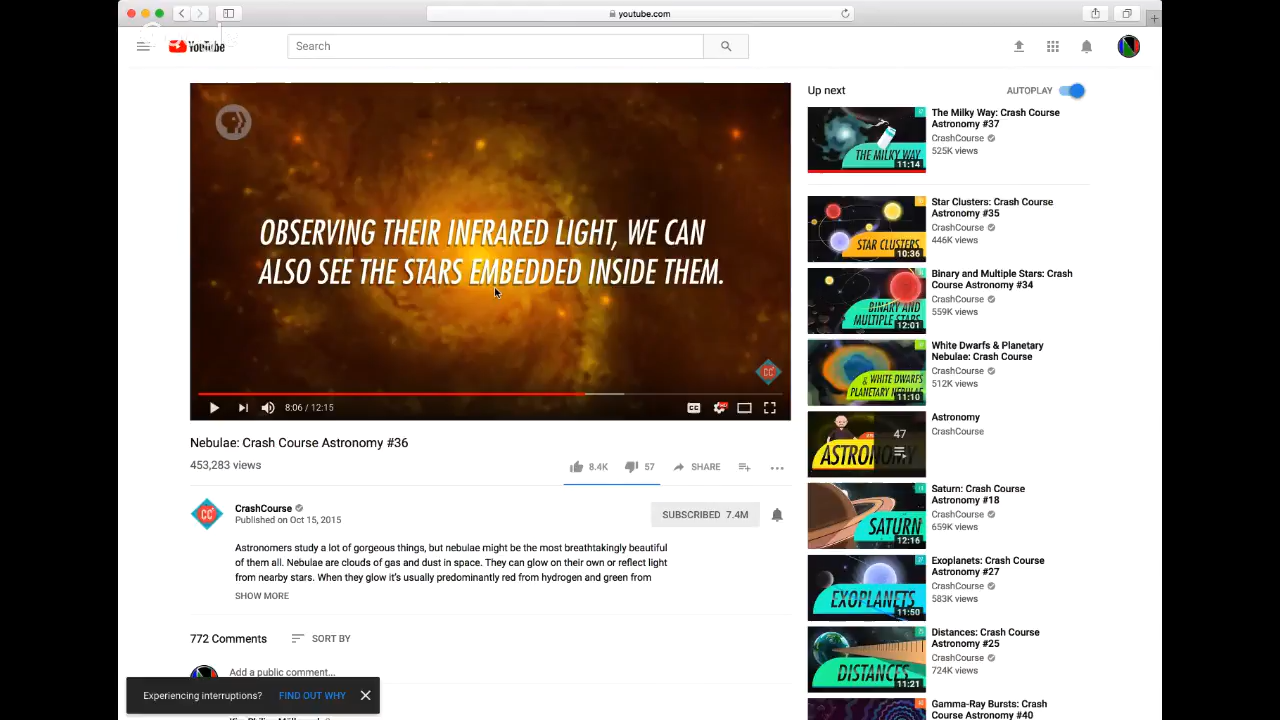 youtube.com
YouTube
Search
OBSERVING THEIR INFRARED LIGHT, WE CAN
ALSO SEE THE STARS EMBEDDED INSIDE THEM.
CC
8:06 / 12:15
CC
HD
Nebulae: Crash Course Astronomy #36
453,283 views
8.4K
57
SHARE
CC
CrashCourse
Published on Oct 15, 2015
SUBSCRIBED 7.4M
Astronomers study a lot of gorgeous things, but nebulae might be the most breathtakingly beautiful
of them all. Nebulae are clouds of gas and dust in space. They can glow on their own or reflect light
from nearby stars. When they glow it's usually predominantly red from hydrogen and green from
SHOW MORE
772 Comments
SORT BY
Add a public comment...
Experiencing interruptions? FIND OUT WHY
Up next
AUTOPLAY
THE MILKY WAY
11:14
The Milky Way: Crash Course
Astronomy #37
CrashCourse
525K views
STAR CLUSTERS
10:36
Star Clusters: Crash Course
Astronomy #35
CrashCourse
446K views
BINARY AND
MULTIPLE STARS
12:01
Binary and Multiple Stars: Crash
Course Astronomy #34
CrashCourse
559K views
& WHITE DWARFS
PLANETARY NEBULAE
11:10
White Dwarfs & Planetary
Nebulae: Crash Course
CrashCourse
512K views
ASTRONOMY
47
Astronomy
CrashCourse
SATURN
12:16
Saturn: Crash Course
Astronomy #18
CrashCourse
659K views
EXOPLANETS
11:50
Exoplanets: Crash Course
Astronomy #27
CrashCourse
583K views
DISTANCES
11:21
Distances: Crash Course
Astronomy #25
CrashCourse
724K views
Gamma-Ray Bursts: Crash
Course Astronomy #40